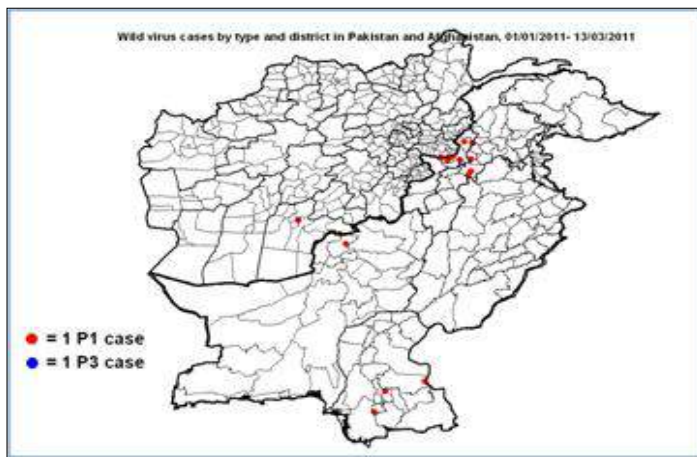 Wild virus cases by type and district in Pakistan and Afghanistan, 01/01/2011- 13/03/2011
= 1 P1 case
= 1 P3 case